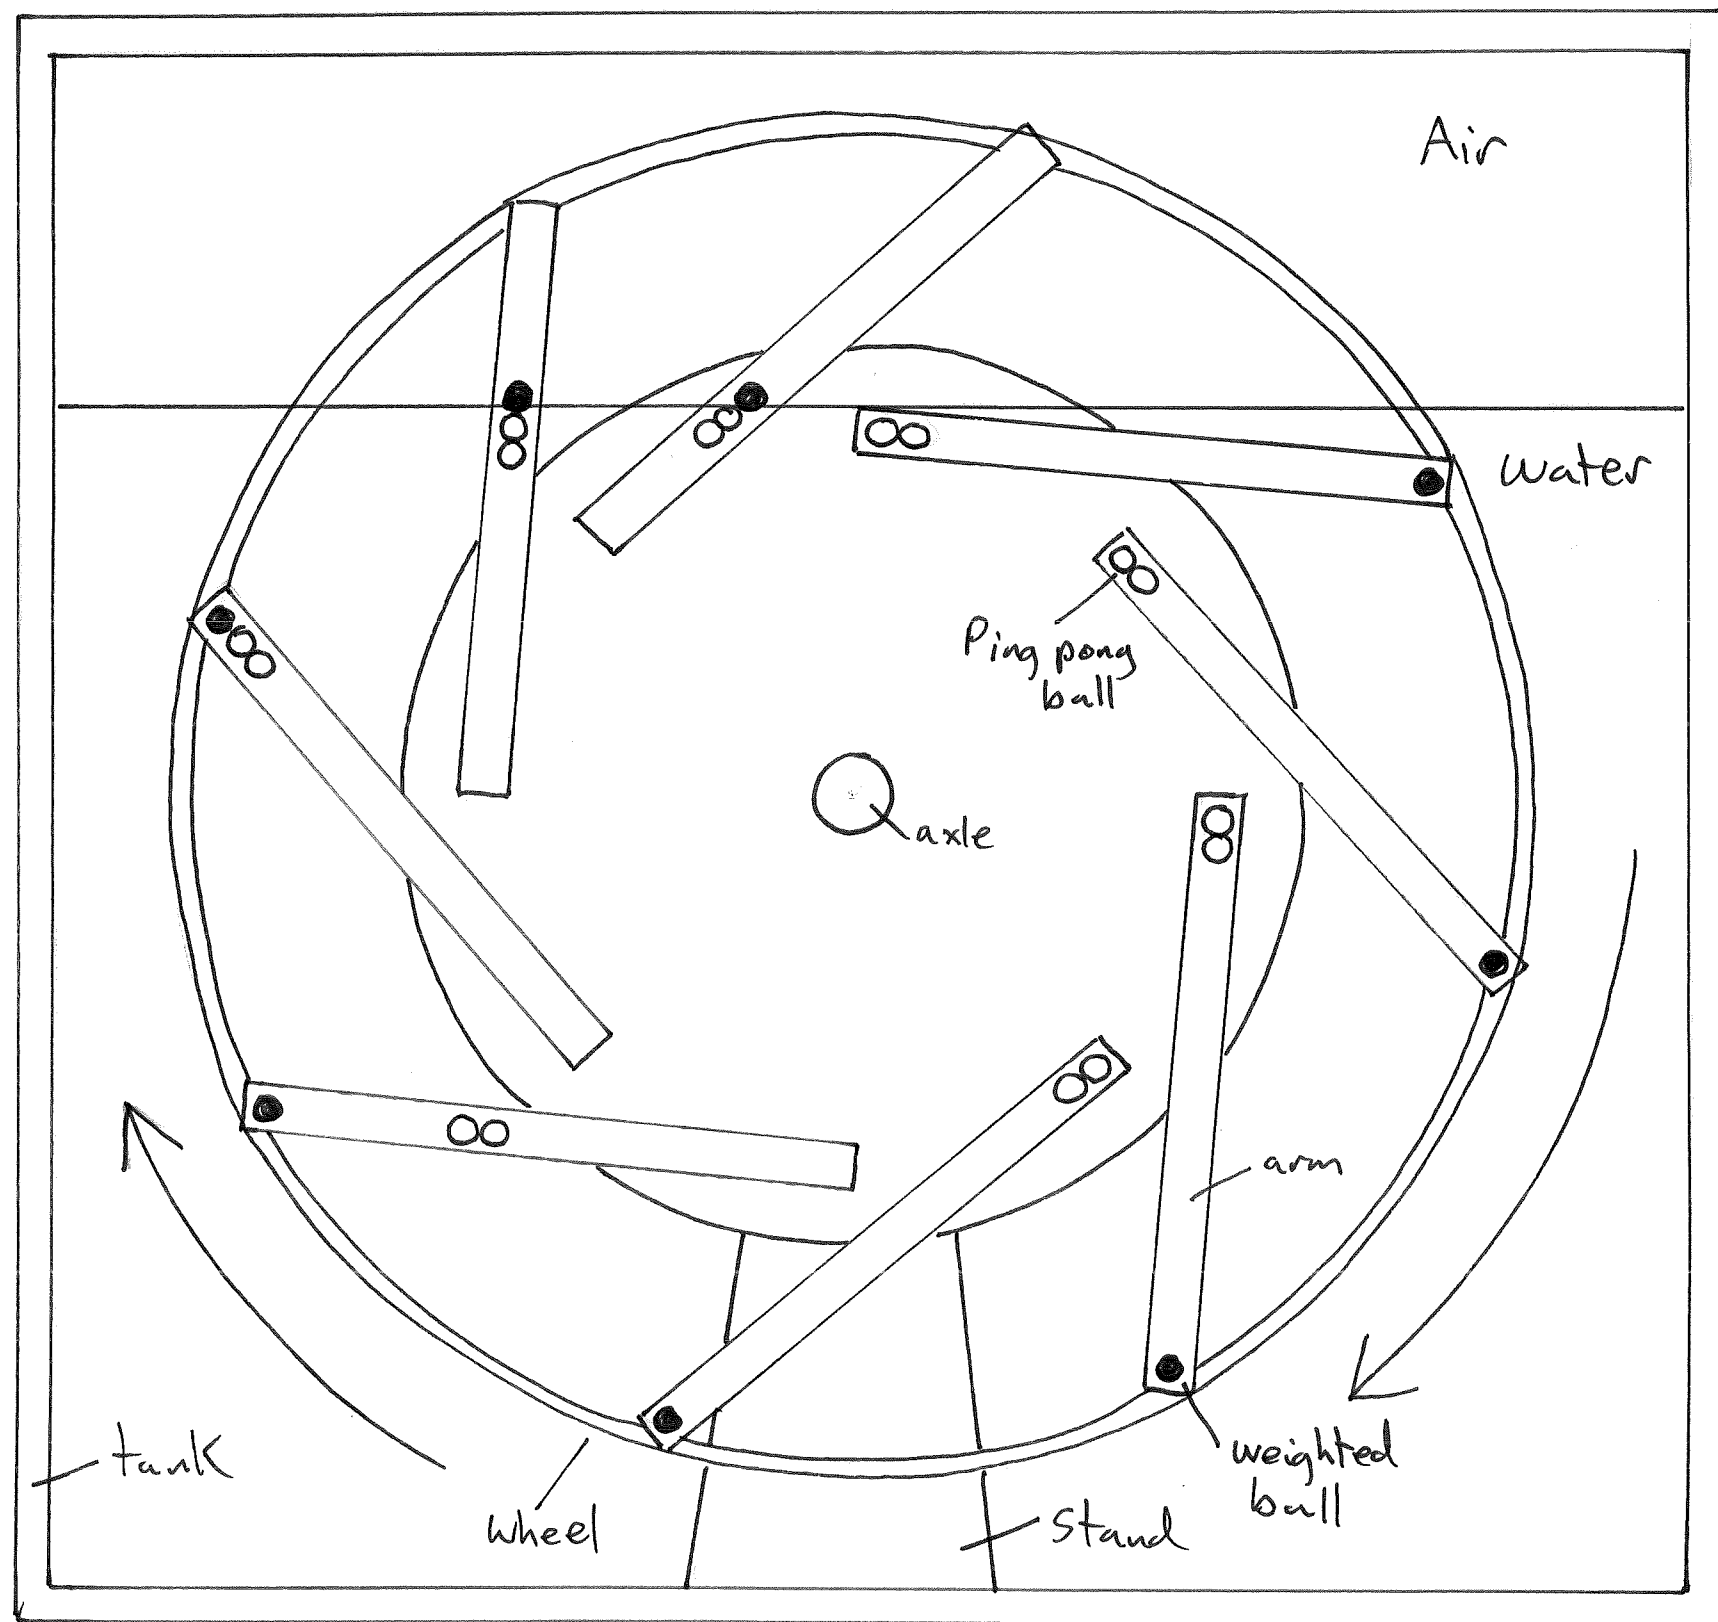 Air
water
Ping pong
ball
axle
arm
tank
wheel
weighted
ball
Stand